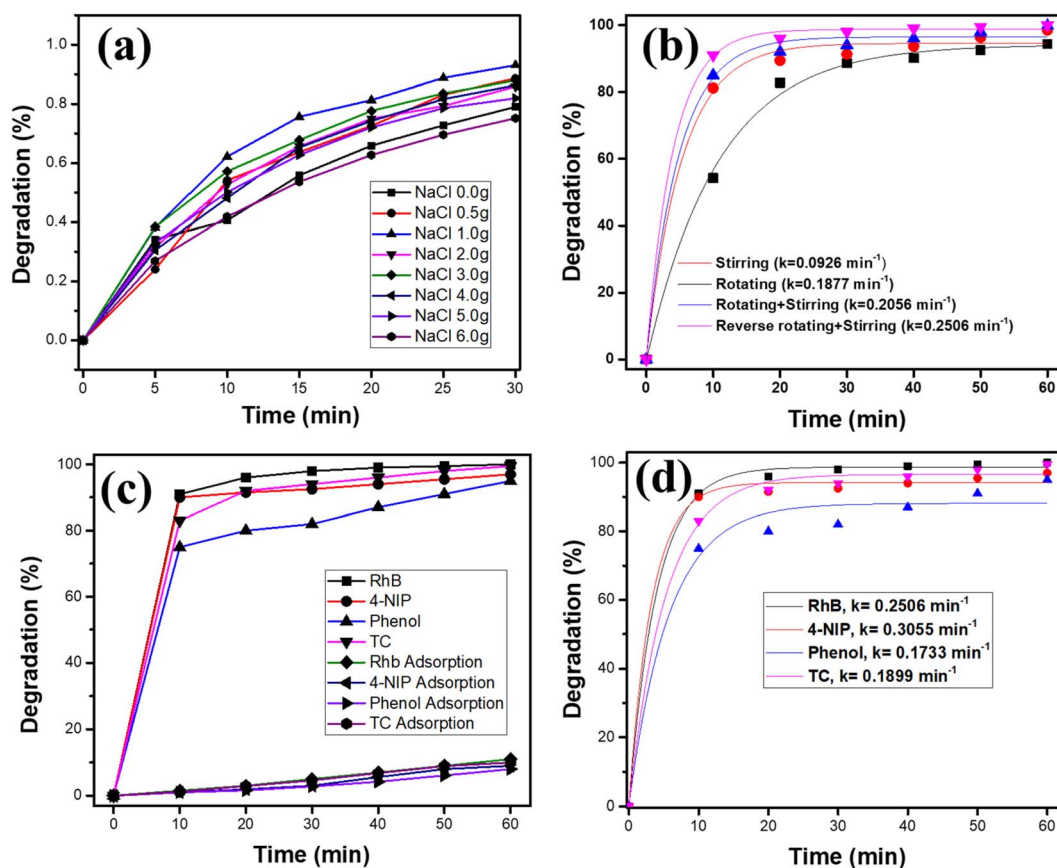 (a)
Degradation (%)
1.0
0.8
0.6
0.4
0.2
0.0
NaCl 0.0g
NaCl 0.5g
NaCl 1.0g
NaCl 2.0g
NaCl 3.0g
NaCl 4.0g
NaCl 5.0g
NaCl 6.0g
0 5 10 15 20 25 30
Time (min)
(b)
Degradation (%)
100
80
60
40
20
0
Stirring (k=0.0926 min⁻¹)
Rotating (k=0.1877 min⁻¹)
Rotating+Stirring (k=0.2056 min⁻¹)
Reverse rotating+Stirring (k=0.2506 min⁻¹)
0 10 20 30 40 50 60
Time (min)
(c)
Degradation (%)
100
80
60
40
20
0
RhB
4-NIP
Phenol
TC
Rhb Adsorption
4-NIP Adsorption
Phenol Adsorption
TC Adsorption
0 10 20 30 40 50 60
Time (min)
(d)
Degradation (%)
100
80
60
40
20
0
RhB, k= 0.2506 min⁻¹
4-NIP, k= 0.3055 min⁻¹
Phenol, k= 0.1733 min⁻¹
TC, k= 0.1899 min⁻¹
0 10 20 30 40 50 60
Time (min)